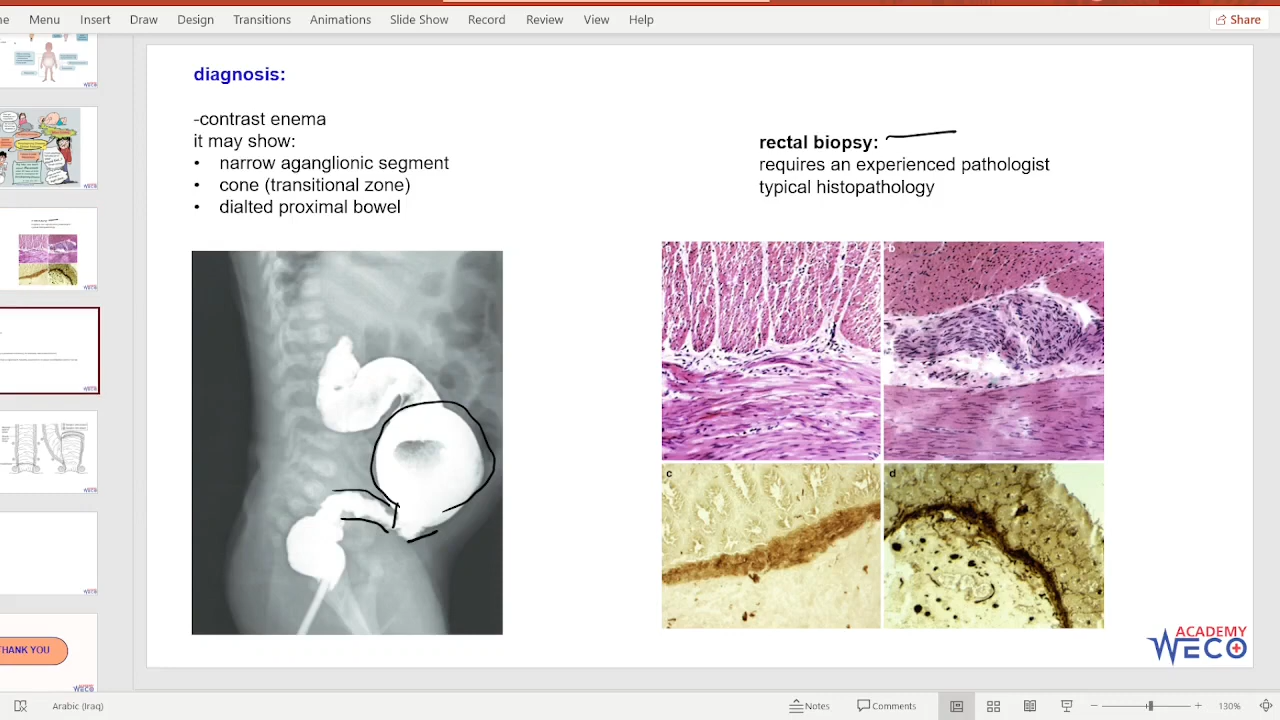 Menu Insert Draw Design Transitions Animations Slide Show Record Review View Help
Share
diagnosis:
-contrast enema
it may show:
• narrow aganglionic segment
• cone (transitional zone)
• dialted proximal bowel
rectal biopsy:
requires an experienced pathologist
typical histopathology
b
c
d
ACADEMY
WECO
THANK YOU
Arabic (Iraq)
Notes
Comments
130%